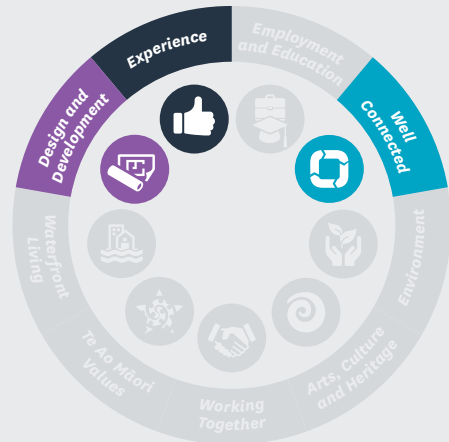 Experience
Employment
and Education
Well
Connected
Environment
Arts, Culture
and Heritage
Working
Together
Te Ao Māori
Values
Waterfront
Living
Design and
Development